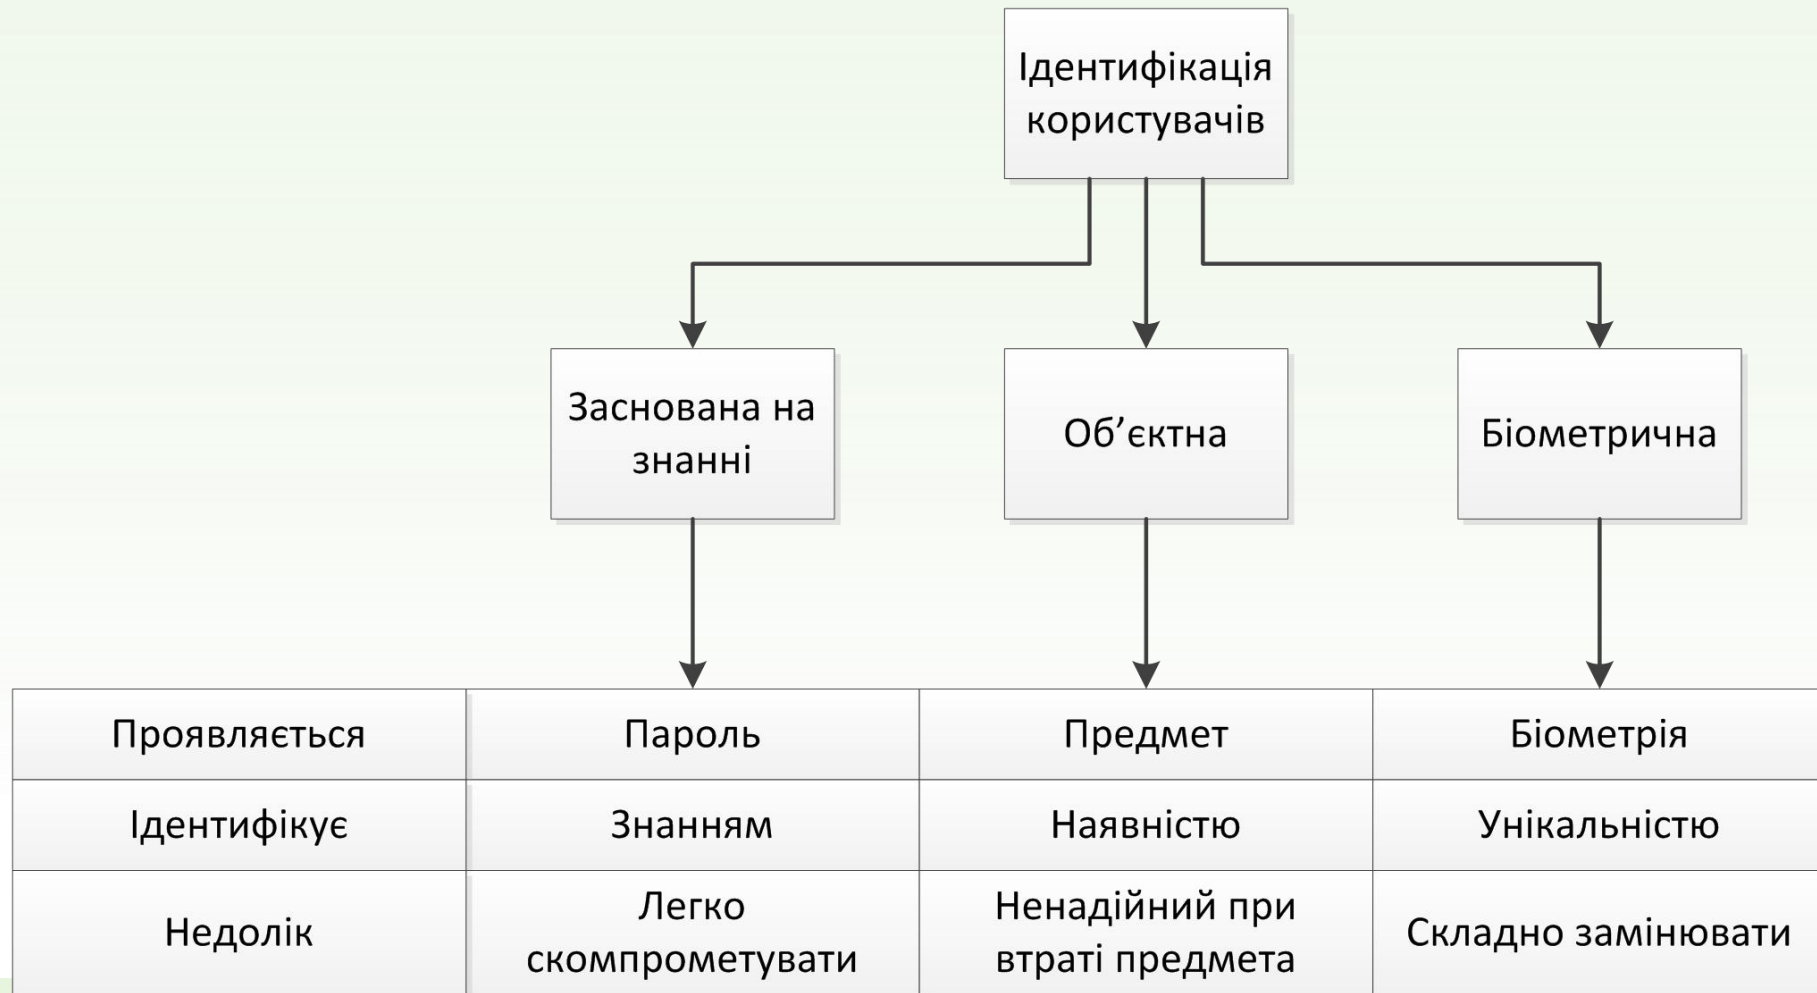 Ідентифікація
користувачів
Заснована на
знанні
Об’єктна
Біометрична
Проявляється
Пароль
Предмет
Біометрія
Ідентифікує
Знанням
Наявністю
Унікальністю
Недолік
Легко
скомпрометувати
Ненадійний при
втраті предмета
Складно замінювати